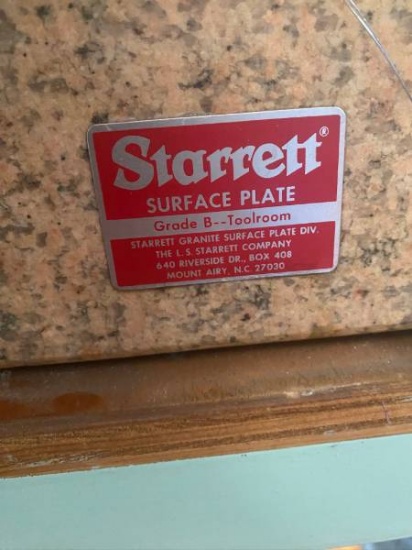 Starrett®
SURFACE PLATE
Grade B--Toolroom
STARRETT GRANITE SURFACE PLATE DIV.
THE L. S. STARRETT COMPANY
640 RIVERSIDE DR., BOX 408
MOUNT AIRY, N.C. 27030